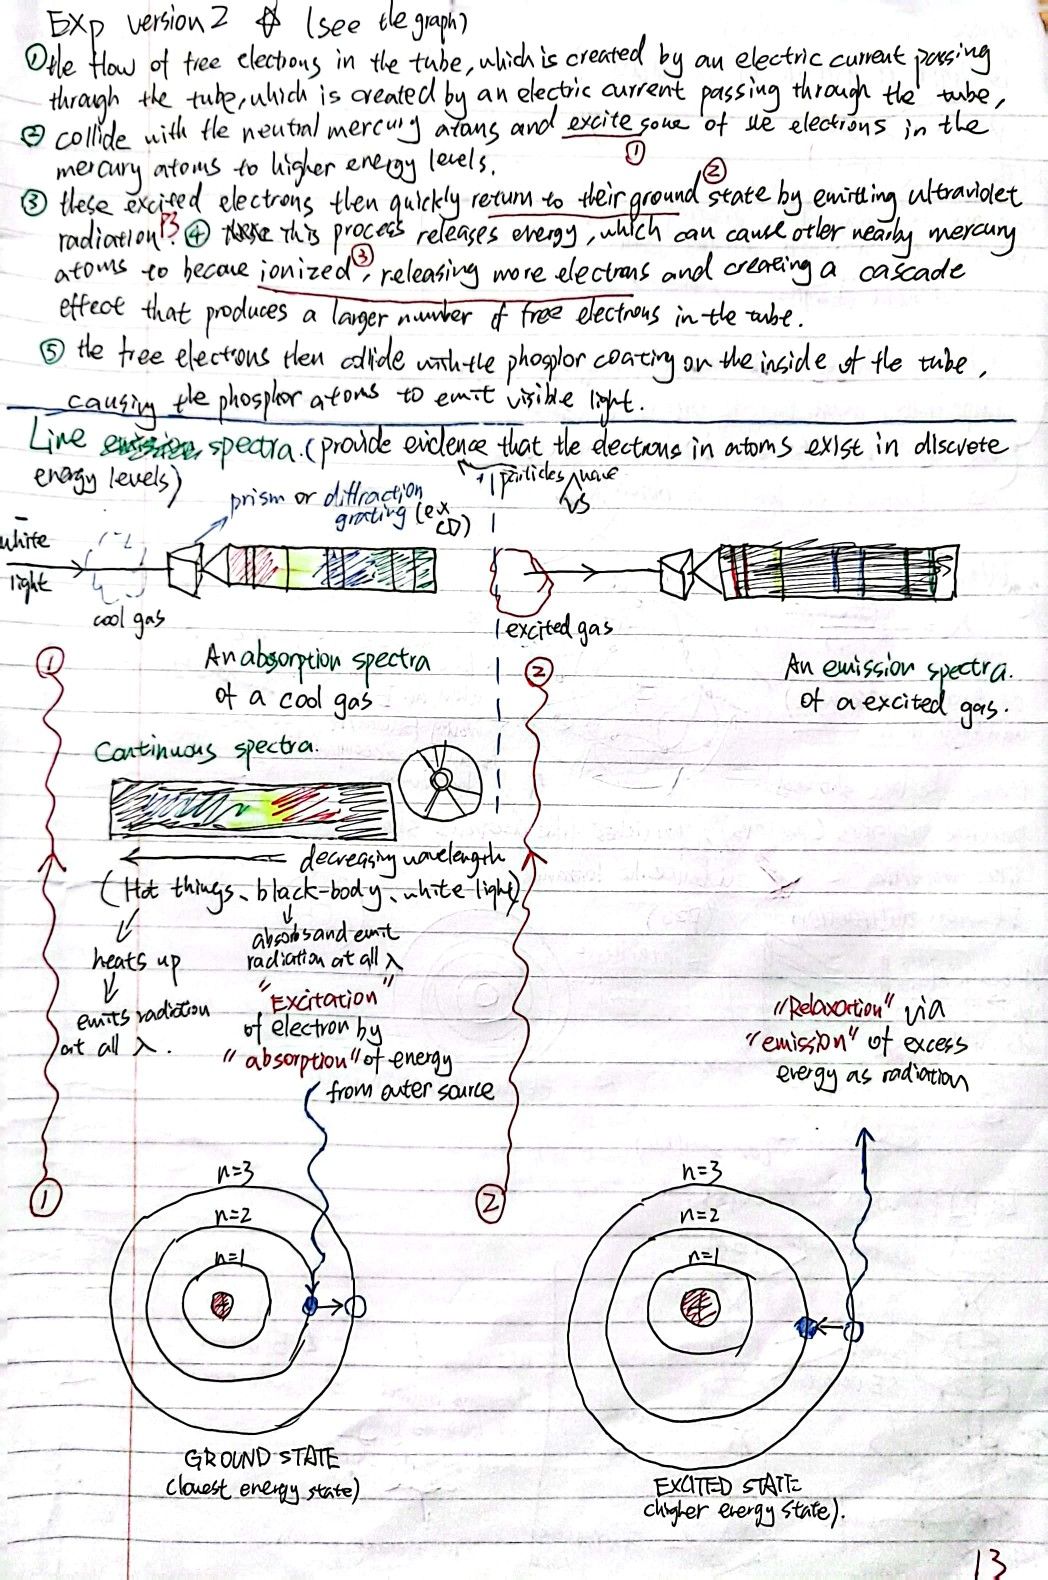 Exp version 2 (see the graph)
① the flow of free electrons in the tube, which is created by an electric current passing
through the tube, which is created by an electric current passing through the tube,
② collide with the neutral mercury atoms and excite some of the electrons in the
①
mercury atoms to higher energy levels.
②
③ these excited electrons then quickly return to their ground state by emitting ultraviolet
radiation. ④ this process releases energy, which can cause other nearby mercury
③
atoms to become ionized, releasing more electrons and creating a cascade
effect that produces a larger number of free electrons in the tube.
⑤ the free electrons then collide with the phosphor coating on the inside of the tube,
causing the phosphor atoms to emit visible light.
Line spectra. (provide evidence that the electrons in atoms exist in discrete
energy levels)
particles wave
vs
prism or diffraction
grating (ex
CD)
white
light
cool gas
excited gas
①
An absorption spectra
of a cool gas
②
An emission spectra.
of a excited gas.
Continuous spectra.
decreasing wavelength
(Hot things、black-body、white light)
heats up
emits radiation
at all λ.
absorbs and emit
radiation at all λ
"Excitation"
of electron by
"absorption" of energy
from outer source
"Relaxation" via
"emission" of excess
energy as radiation
①
n=3
n=2
n=1
+
GROUND STATE
(lowest energy state)
②
n=3
n=2
n=1
+
EXCITED STATE
(higher energy state).
13